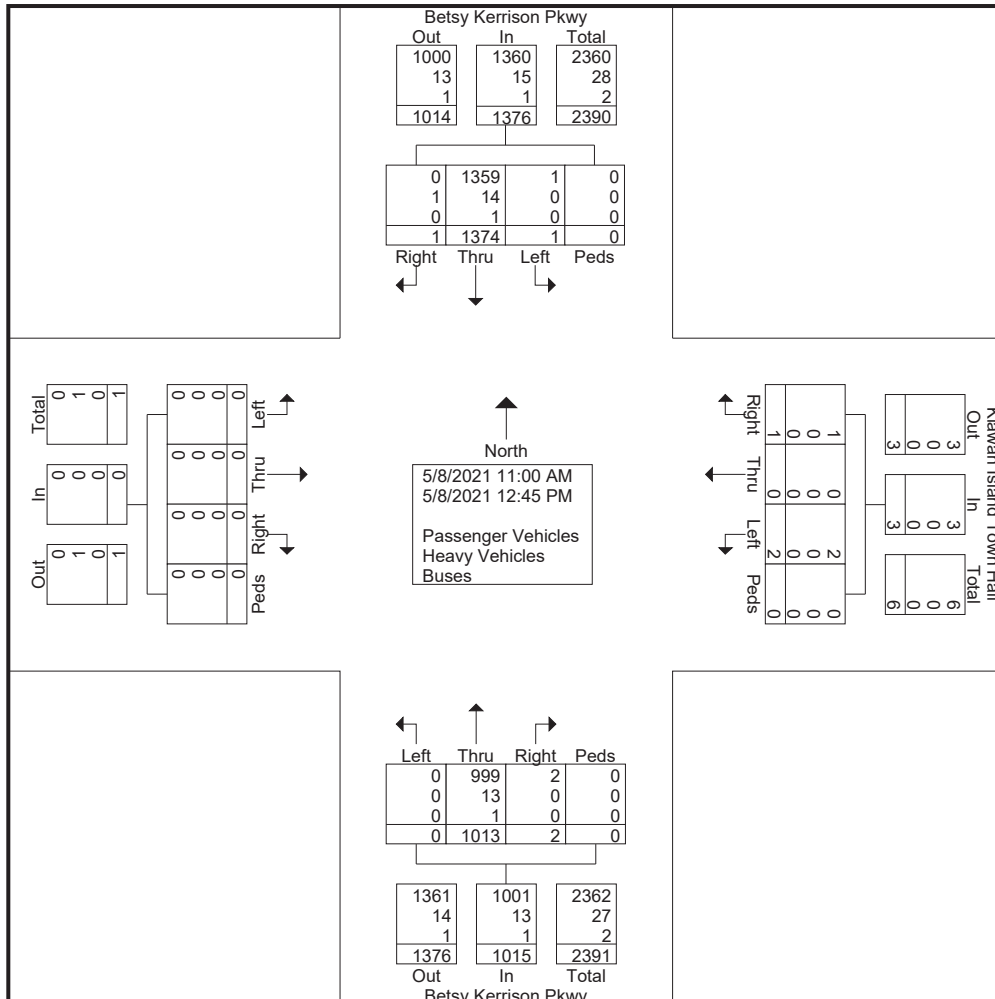 Betsy Kerrison Pkwy
Out In Total
1000 1360 2360
13 15 28
1 1 2
1014 1376 2390
0 1359 1 0
1 14 0 0
0 1 0 0
1 1374 1 0
Right Thru Left Peds
Total
0 1 0 1
In
0 0 0 0
Out
0 1 0 1
Left
0 0 0 0
Thru
0 0 0 0
Right
0 0 0 0
Peds
0 0 0 0
North
5/8/2021 11:00 AM
5/8/2021 12:45 PM
Passenger Vehicles
Heavy Vehicles
Buses
Right
1 0 0 1
Thru
0 0 0 0
Left
2 0 0 2
Peds
0 0 0 0
Kiawah Island Town Hall
Out
3 0 0 3
In
3 0 0 3
Total
6 0 0 6
Left Thru Right Peds
0 999 2 0
0 13 0 0
0 1 0 0
0 1013 2 0
1361 1001 2362
14 13 27
1 1 2
1376 1015 2391
Out In Total
Betsy Kerrison Pkwy